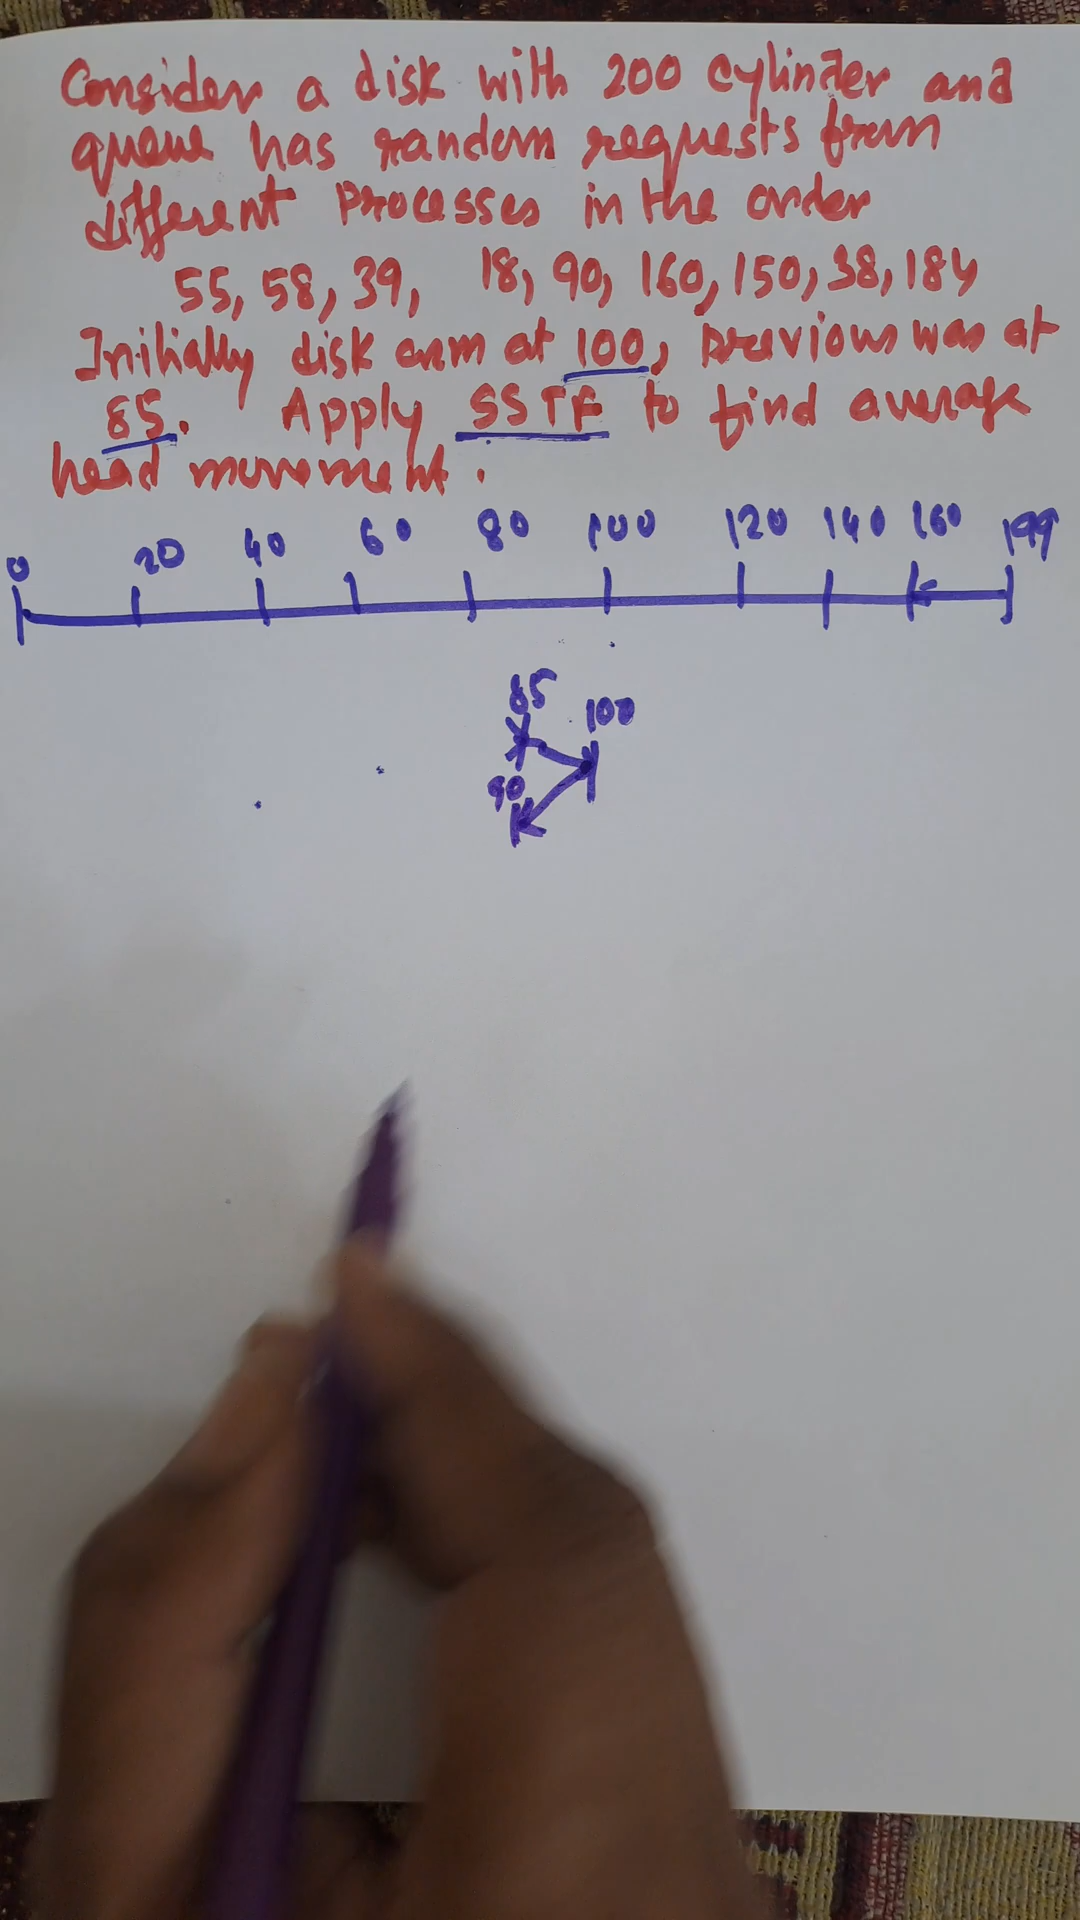 Consider a disk with 200 cylinder and
queue has random requests from
different Processes in the order
55, 58, 39, 18, 90, 160, 150, 38, 184
Initially disk arm at 100, previous was at
85. Apply SSTF to find average
head movement.
0 20 40 60 80 100 120 140 160 199
85 100
90